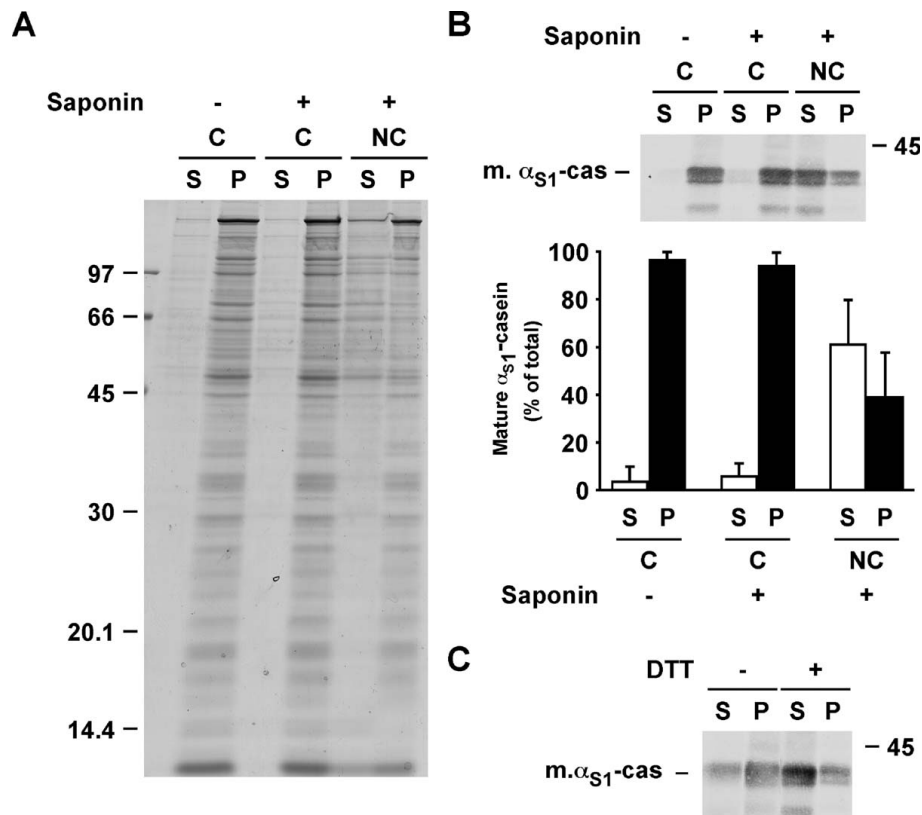 A
Saponin - + +
C C NC
S P S P S P
97
66
45
30
20.1
14.4
B
Saponin - + +
C C NC
S P S P S P
45
m. αS1-cas
Mature αS1-casein
(% of total)
100
80
60
40
20
0
S P S P S P
C C NC
Saponin - + +
C
DTT - +
S P S P
45
m.αS1-cas